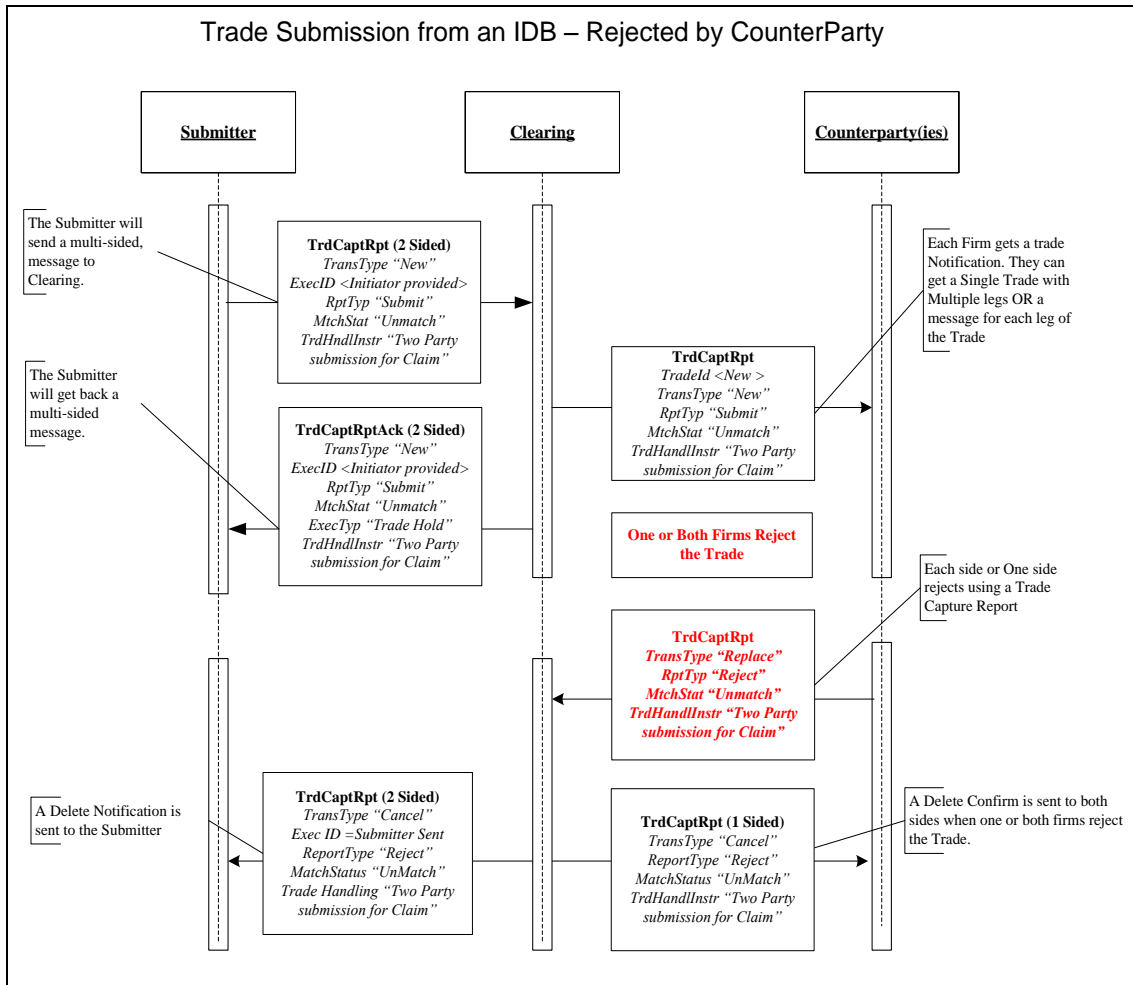 Trade Submission from an IDB – Rejected by CounterParty
Submitter
Clearing
Counterparty(ies)
The Submitter will
send a multi-sided,
message to
Clearing.
TrdCaptRpt (2 Sided)
TransType “New”
ExecID <Initiator provided>
RptTyp “Submit”
MtchStat “Unmatch”
TrdHndlInstr “Two Party
submission for Claim”
Each Firm gets a trade
Notification. They can
get a Single Trade with
Multiple legs OR a
message for each leg of
the Trade
TrdCaptRpt
TradeId <New >
TransType “New”
RptTyp “Submit”
MtchStat “Unmatch”
TrdHandlInstr “Two Party
submission for Claim”
The Submitter
will get back a
multi-sided
message.
TrdCaptRptAck (2 Sided)
TransType “New”
ExecID <Initiator provided>
RptTyp “Submit”
MtchStat “Unmatch”
ExecTyp “Trade Hold”
TrdHndlInstr “Two Party
submission for Claim”
One or Both Firms Reject
the Trade
Each side or One side
rejects using a Trade
Capture Report
TrdCaptRpt
TransType “Replace”
RptTyp “Reject”
MtchStat “Unmatch”
TrdHandlInstr “Two Party
submission for Claim”
A Delete Notification is
sent to the Submitter
TrdCaptRpt (2 Sided)
TransType “Cancel”
Exec ID =Submitter Sent
ReportType “Reject”
MatchStatus “UnMatch”
Trade Handling “Two Party
submission for Claim”
TrdCaptRpt (1 Sided)
TransType “Cancel”
ReportType “Reject”
MatchStatus “UnMatch”
TrdHandlInstr “Two Party
submission for Claim”
A Delete Confirm is sent to both
sides when one or both firms reject
the Trade.